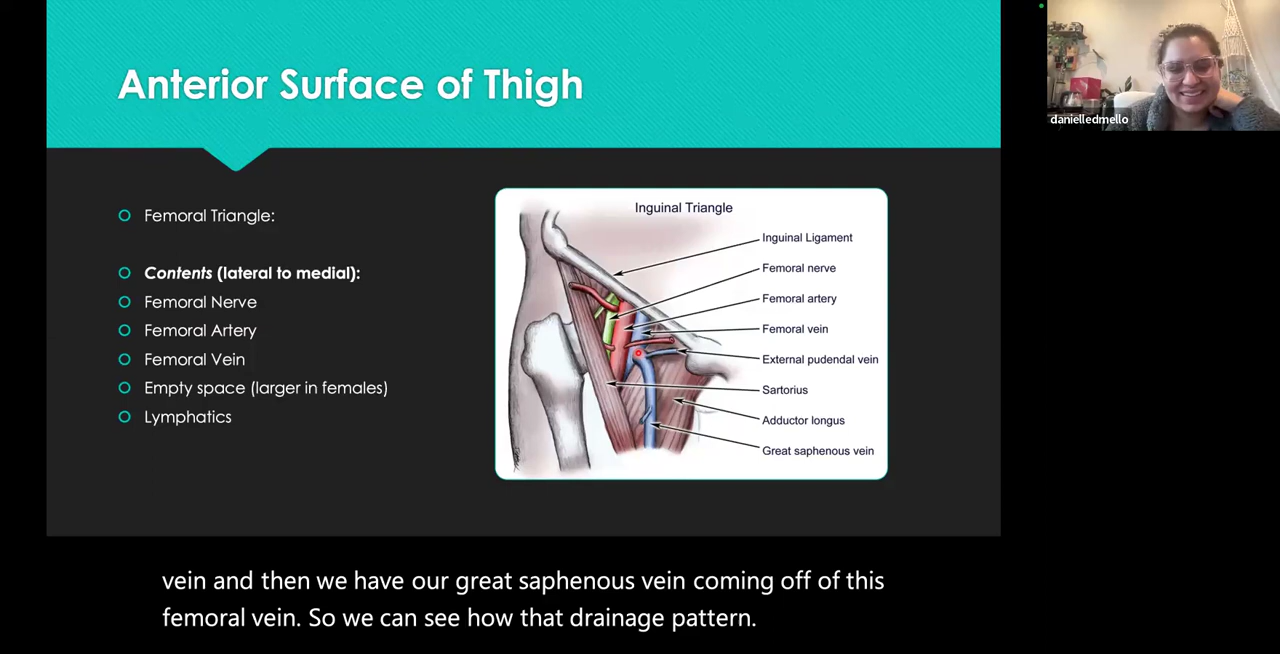 Anterior Surface of Thigh
danielledmello
Femoral Triangle:
Contents (lateral to medial):
Femoral Nerve
Femoral Artery
Femoral Vein
Empty space (larger in females)
Lymphatics
Inguinal Triangle
Inguinal Ligament
Femoral nerve
Femoral artery
Femoral vein
External pudendal vein
Sartorius
Adductor longus
Great saphenous vein
vein and then we have our great saphenous vein coming off of this
femoral vein. So we can see how that drainage pattern.